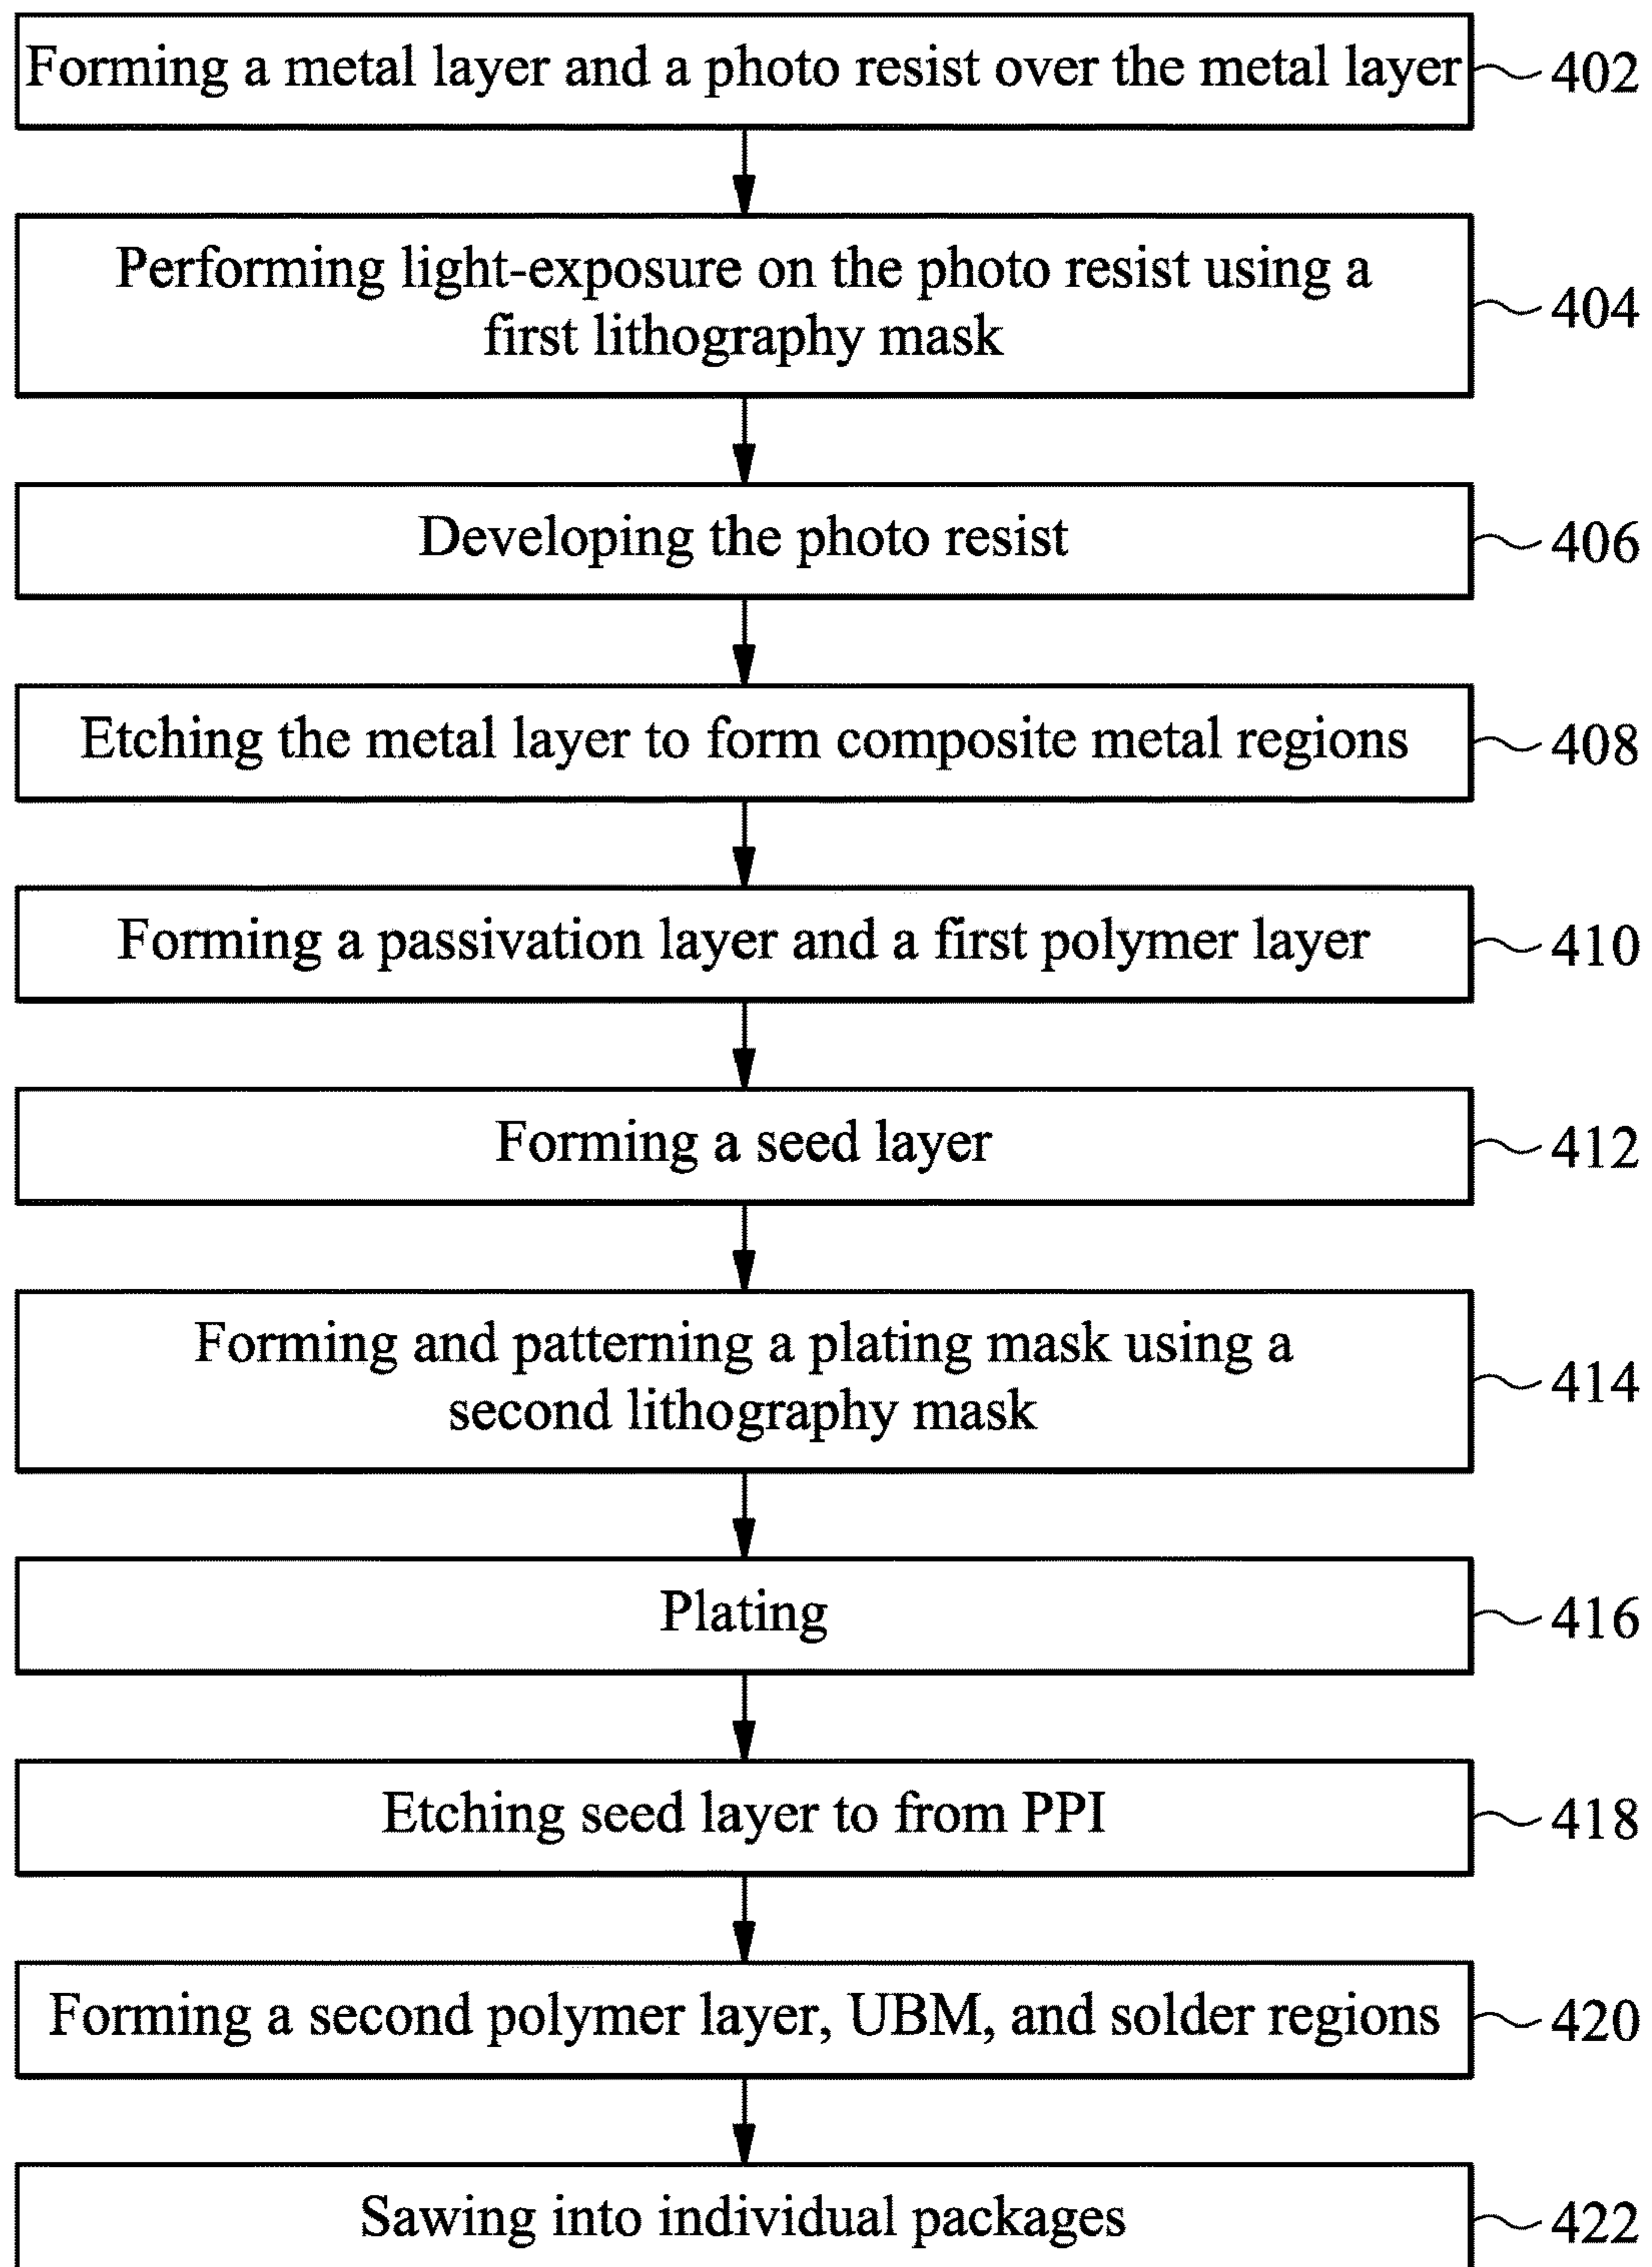 Forming a metal layer and a photo resist over the metal layer 402
Performing light-exposure on the photo resist using a
first lithography mask
404
Developing the photo resist 406
Etching the metal layer to form composite metal regions 408
Forming a passivation layer and a first polymer layer 410
Forming a seed layer 412
Forming and patterning a plating mask using a
second lithography mask
414
Plating 416
Etching seed layer to from PPI 418
Forming a second polymer layer, UBM, and solder regions 420
Sawing into individual packages 422